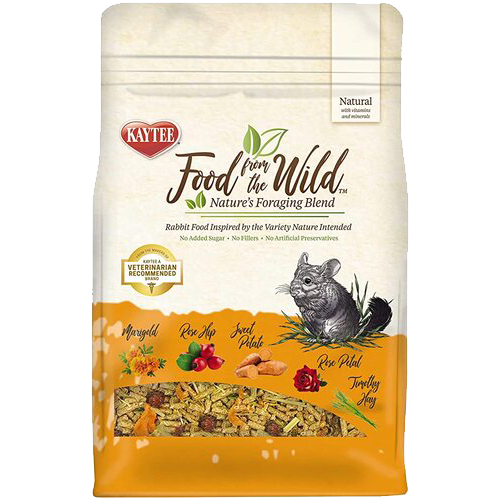 Natural
with vitamins
and minerals
KAYTEE
Food from the Wild™
Nature's Foraging Blend
Rabbit Food Inspired by the Variety Nature Intended
No Added Sugar • No Fillers • No Artificial Preservatives
KAYTEE A
VETERINARIAN
RECOMMENDED
BRAND
Marigold
Rose Hip
Sweet
Potato
Rose Petal
Timothy
Hay